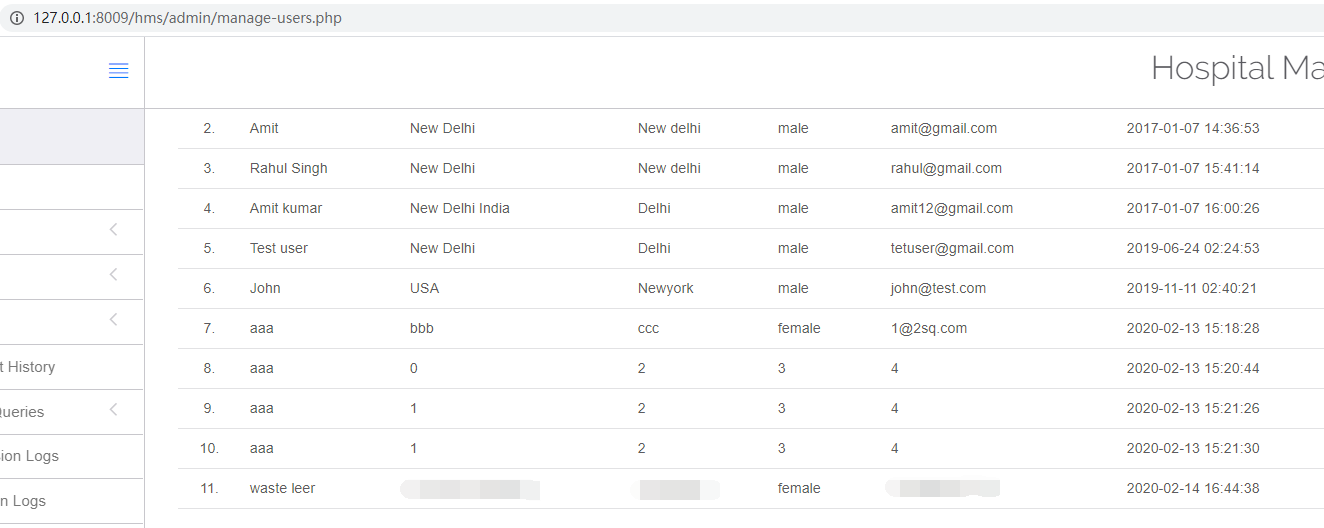 127.0.0.1:8009/hms/admin/manage-users.php
Hospital Ma
2. Amit New Delhi New delhi male amit@gmail.com 2017-01-07 14:36:53
3. Rahul Singh New Delhi New delhi male rahul@gmail.com 2017-01-07 15:41:14
4. Amit kumar New Delhi India Delhi male amit12@gmail.com 2017-01-07 16:00:26
5. Test user New Delhi Delhi male tetuser@gmail.com 2019-06-24 02:24:53
6. John USA Newyork male john@test.com 2019-11-11 02:40:21
7. aaa bbb ccc female 1@2sq.com 2020-02-13 15:18:28
8. aaa 0 2 3 4 2020-02-13 15:20:44
9. aaa 1 2 3 4 2020-02-13 15:21:26
10. aaa 1 2 3 4 2020-02-13 15:21:30
11. waste leer female 2020-02-14 16:44:38
t History
Queries
sion Logs
n Logs